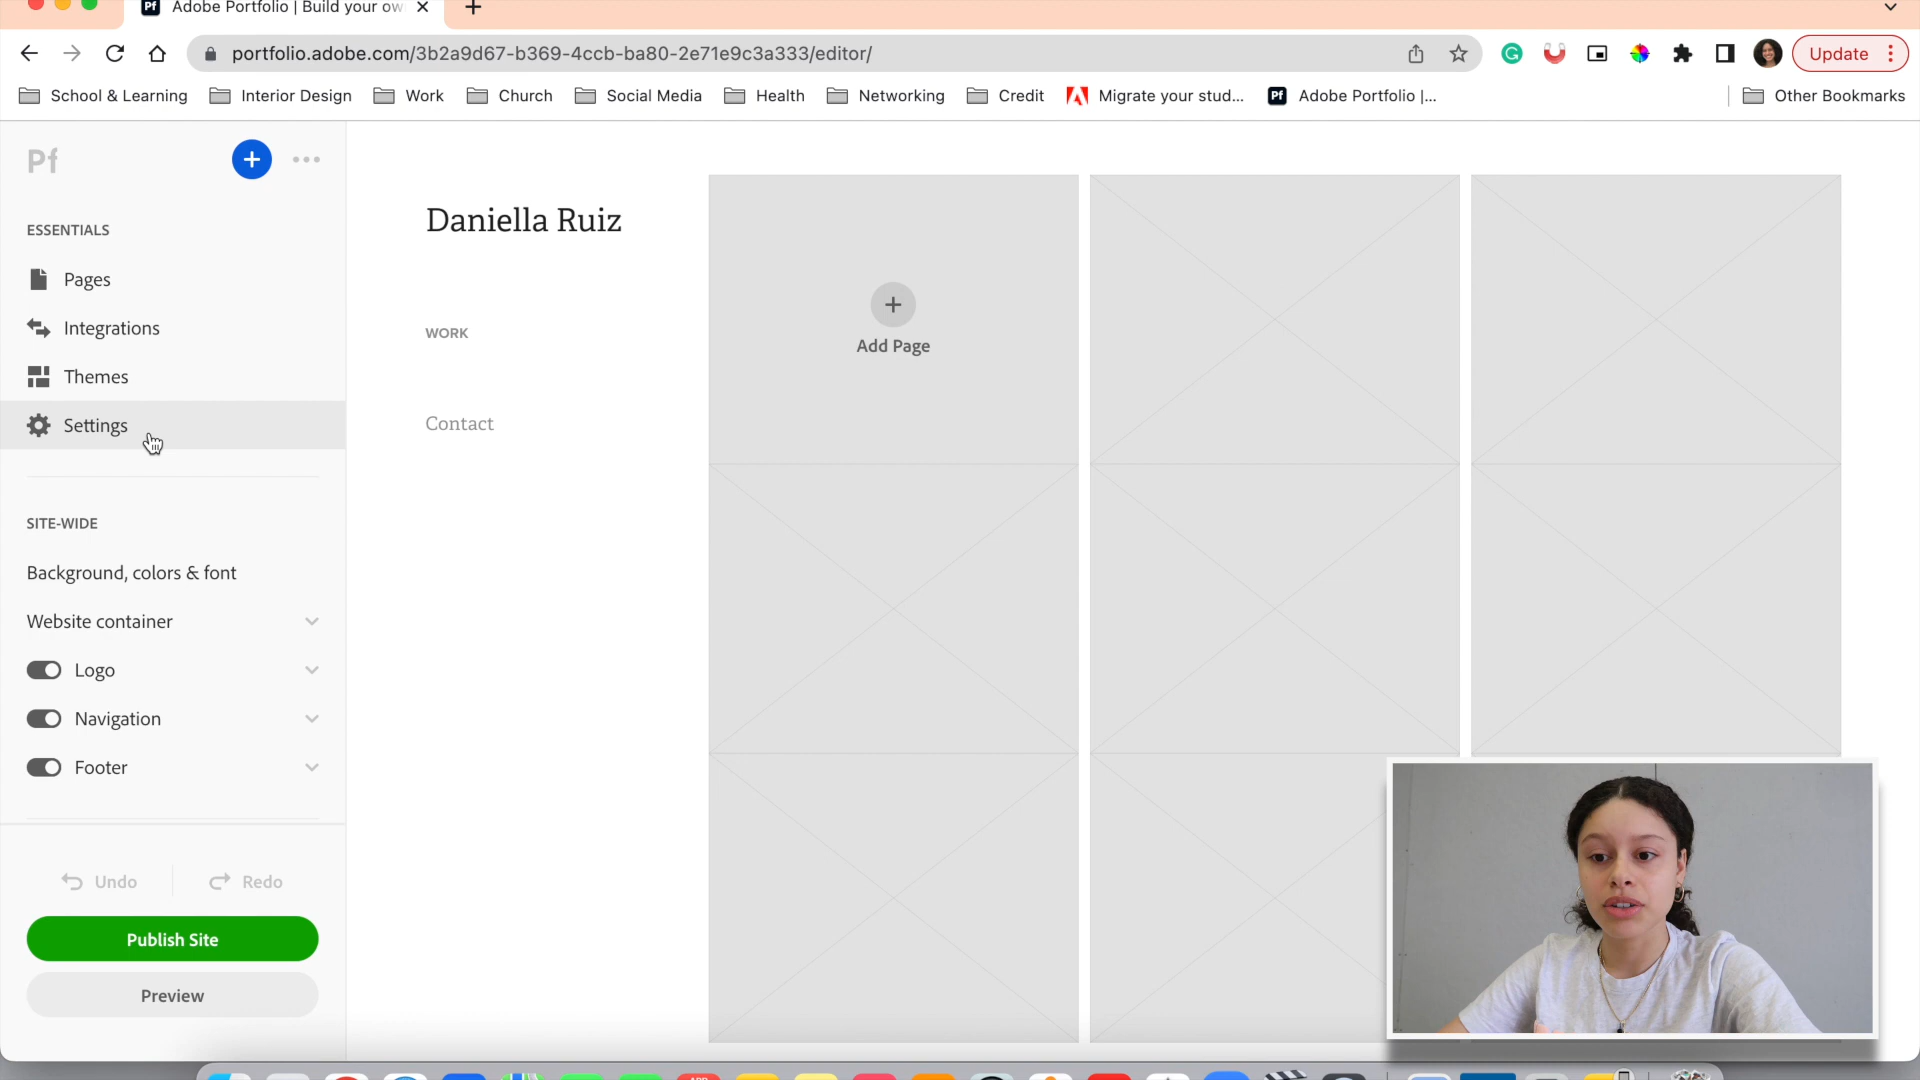 Pf Adobe Portfolio | Build your ow
portfolio.adobe.com/3b2a9d67-b369-4ccb-ba80-2e71e9c3a333/editor/
Update
School & Learning
Interior Design
Work
Church
Social Media
Health
Networking
Credit
Migrate your stud...
Pf Adobe Portfolio |...
Other Bookmarks
Pf
ESSENTIALS
Pages
Integrations
Themes
Settings
SITE-WIDE
Background, colors & font
Website container
Logo
Navigation
Footer
Undo
Redo
Publish Site
Preview
Daniella Ruiz
WORK
Contact
Add Page